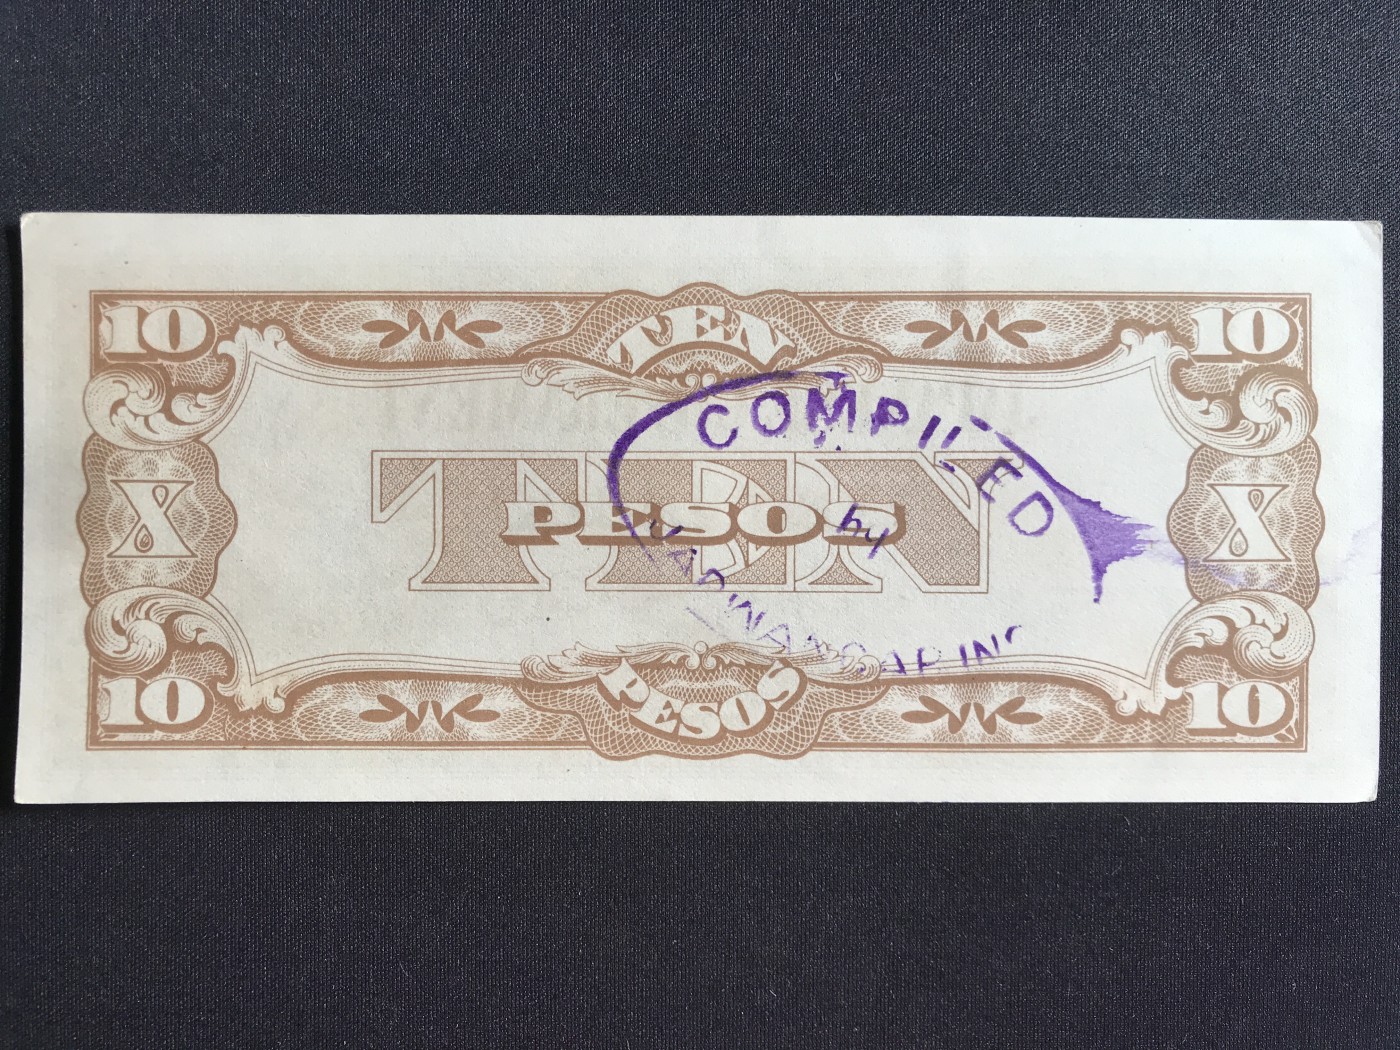 10 TEN 10
COMPILED
TEN
PESOS
by
X X
10 PESOS 10